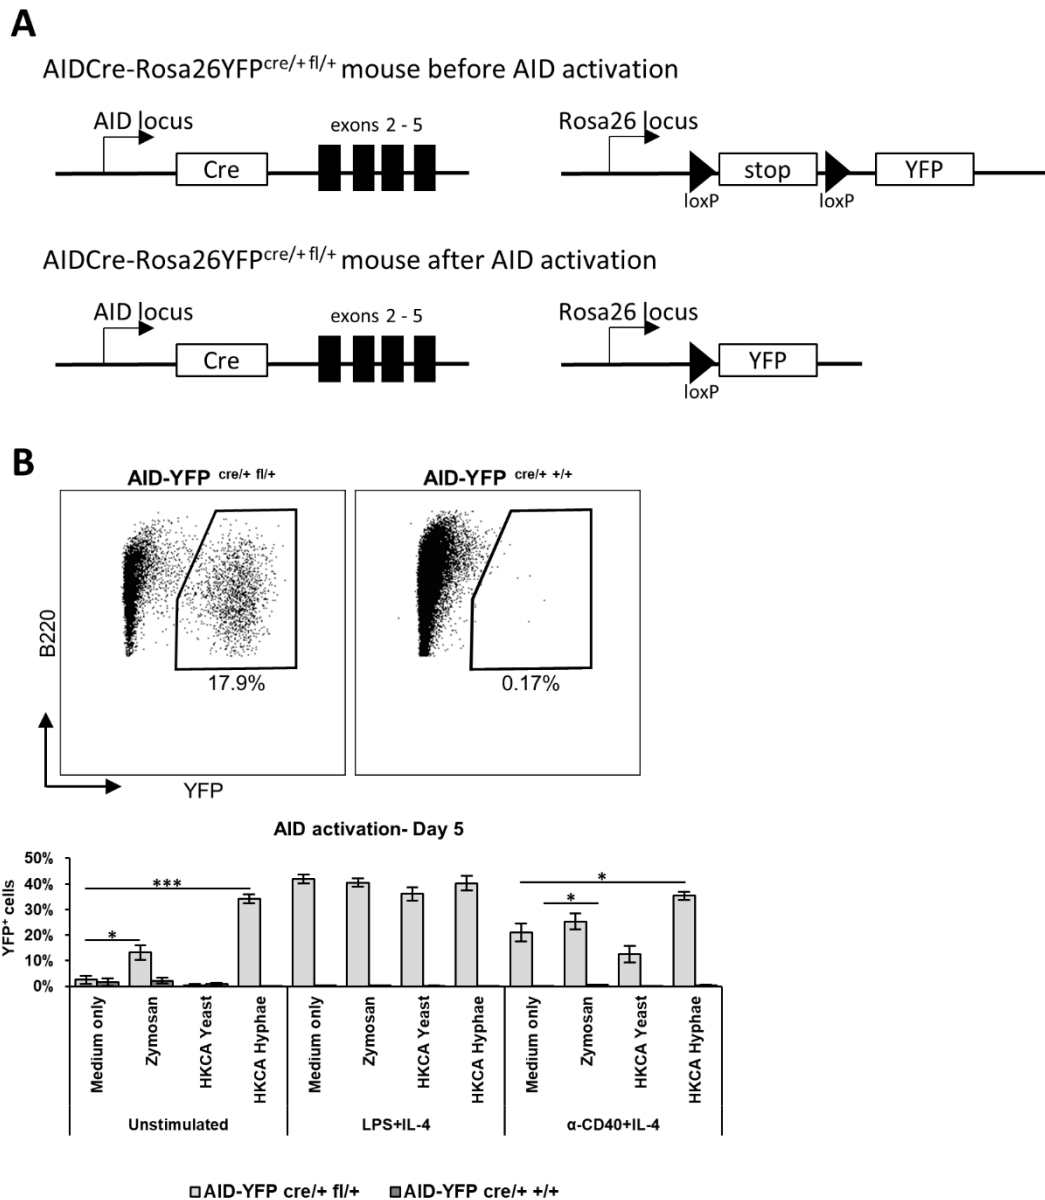 A
AIDCre-Rosa26YFPcre/+ fl/+ mouse before AID activation
AID locus
exons 2 - 5
Rosa26 locus
Cre
stop
YFP
loxP
loxP
AIDCre-Rosa26YFPcre/+ fl/+ mouse after AID activation
AID locus
exons 2 - 5
Rosa26 locus
Cre
YFP
loxP
B
AID-YFP cre/+ fl/+
AID-YFP cre/+ +/+
B220
17.9%
0.17%
YFP
AID activation- Day 5
YFP+ cells
50%
40%
30%
20%
10%
0%
*
***
*
*
Medium only
Zymosan
HKCA Yeast
HKCA Hyphae
Medium only
Zymosan
HKCA Yeast
HKCA Hyphae
Medium only
Zymosan
HKCA Yeast
HKCA Hyphae
Unstimulated
LPS+IL-4
α-CD40+IL-4
AID-YFP cre/+ fl/+
AID-YFP cre/+ +/+